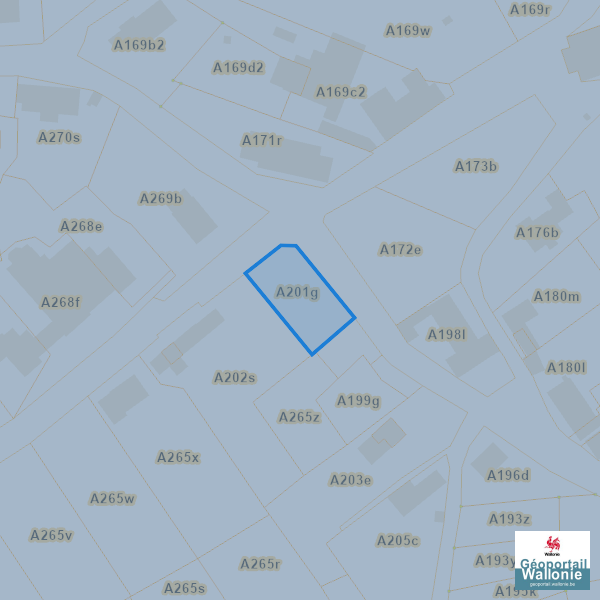 A169r
A169w
A169b2
A169d2
A169c2
A270s
A171r
A173b
A269b
A268e
A176b
A172e
A201g
A180m
A268f
A198l
A180l
A202s
A199g
A265z
A265x
A203e
A196d
A265w
A193z
A265v
A205c
A193y
A265r
A265s
A195k
Wallonie
Géoportail
Wallonie
geoportail.wallonie.be